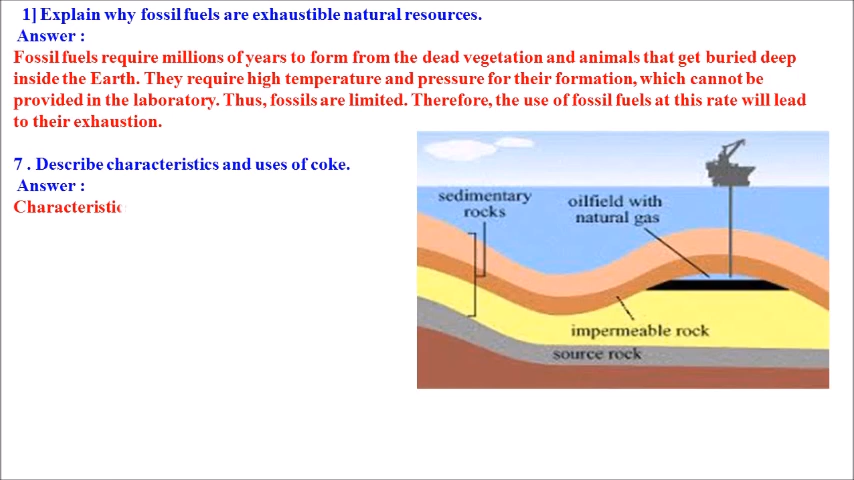 1] Explain why fossil fuels are exhaustible natural resources.
Answer :
Fossil fuels require millions of years to form from the dead vegetation and animals that get buried deep
inside the Earth. They require high temperature and pressure for their formation, which cannot be
provided in the laboratory. Thus, fossils are limited. Therefore, the use of fossil fuels at this rate will lead
to their exhaustion.
7 . Describe characteristics and uses of coke.
Answer :
Characteristic
sedimentary
rocks
oilfield with
natural gas
impermeable rock
source rock